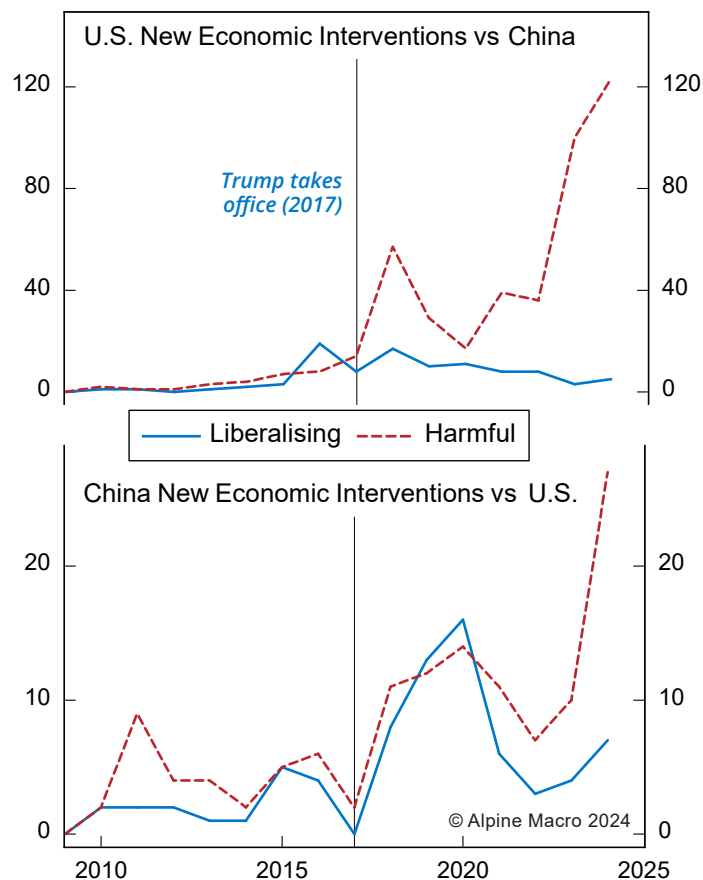 U.S. New Economic Interventions vs China
120 120
Trump takes
office (2017)
80 80
40 40
0 0
Liberalising Harmful
China New Economic Interventions vs U.S.
20 20
10 10
© Alpine Macro 2024
0 0
2010 2015 2020 2025